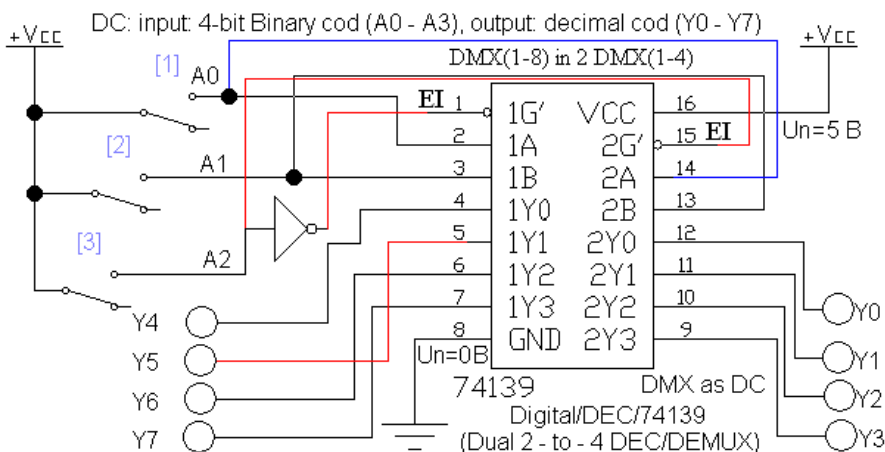 DC: input: 4-bit Binary cod (A0 - A3), output: decimal cod (Y0 - Y7)
+Vcc
+Vcc
[1]
A0
DMX(1-8) in 2 DMX(1-4)
EI 1 1G' VCC 16
Un=5 B
2 1A 2G' 15 EI
[2]
A1
3 1B 2A 14
4 1Y0 2B 13
5 1Y1 2Y0 12
[3]
A2
6 1Y2 2Y1 11
7 1Y3 2Y2 10
8 GND 2Y3 9
Y4
Y0
Un=0B
Y5
Y1
74139
DMX as DC
Y6
Y2
Digital/DEC/74139
Y7
Y3
(Dual 2 - to - 4 DEC/DEMUX)